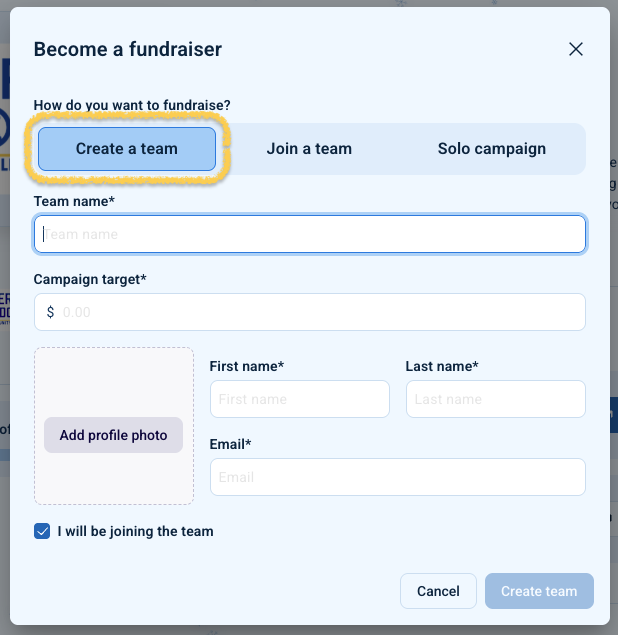 Become a fundraiser
How do you want to fundraise?
Create a team Join a team Solo campaign
Team name*
Team name
Campaign target*
$ 0.00
First name* Last name*
First name Last name
Add profile photo
Email*
Email
I will be joining the team
Cancel Create team